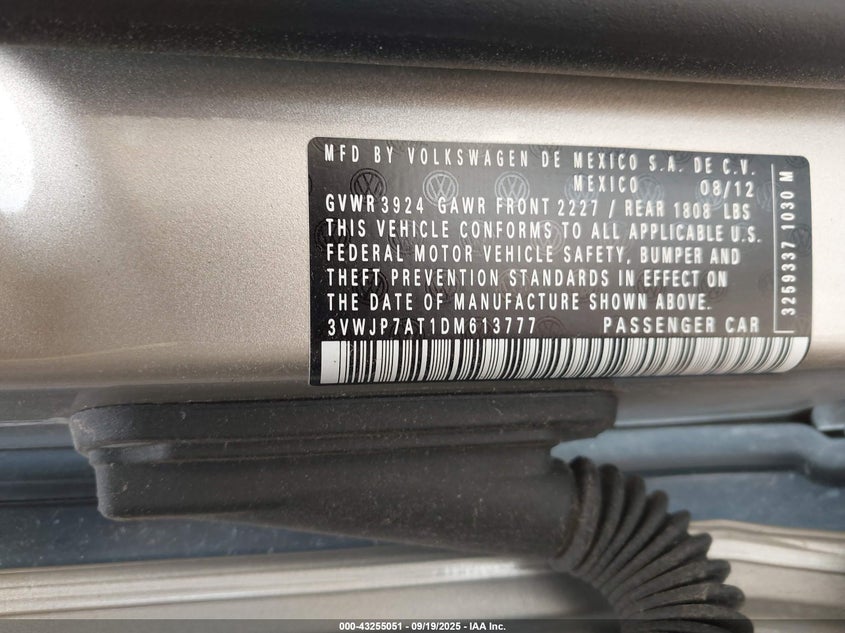 MFD BY VOLKSWAGEN DE MEXICO S.A. DE C.V.
MEXICO 08/12
GVWR 3924 GAWR FRONT 2227 / REAR 1808 LBS
THIS VEHICLE CONFORMS TO ALL APPLICABLE U.S.
FEDERAL MOTOR VEHICLE SAFETY, BUMPER AND
THEFT PREVENTION STANDARDS IN EFFECT ON
THE DATE OF MANUFACTURE SHOWN ABOVE.
3VWJP7AT1DM613777 PASSENGER CAR
3259337 1030 M
000-43255051 - 09/19/2025 - IAA Inc.